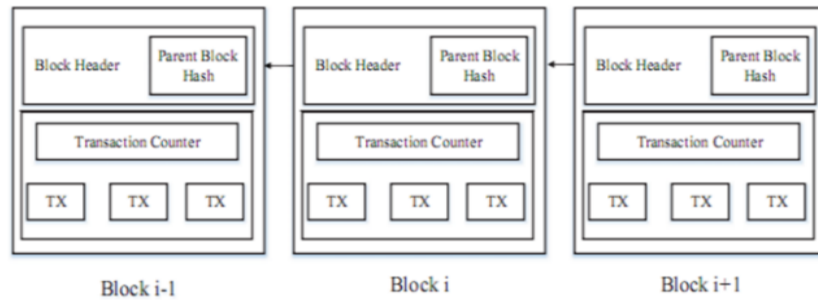 Block Header
Parent Block
Hash
Block Header
Parent Block
Hash
Block Header
Parent Block
Hash
Transaction Counter
Transaction Counter
Transaction Counter
TX TX TX
TX TX TX
TX TX TX
Block i-1
Block i
Block i+1